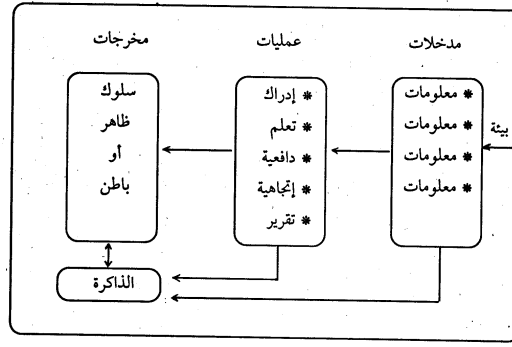 مدخلات
عمليات
مخرجات
بيئة
* معلومات
* معلومات
* معلومات
* معلومات
* إدراك
* تعلم
* دافعية
* إتجاهية
* تقرير
سلوك
ظاهر
أو
باطن
الذاكرة